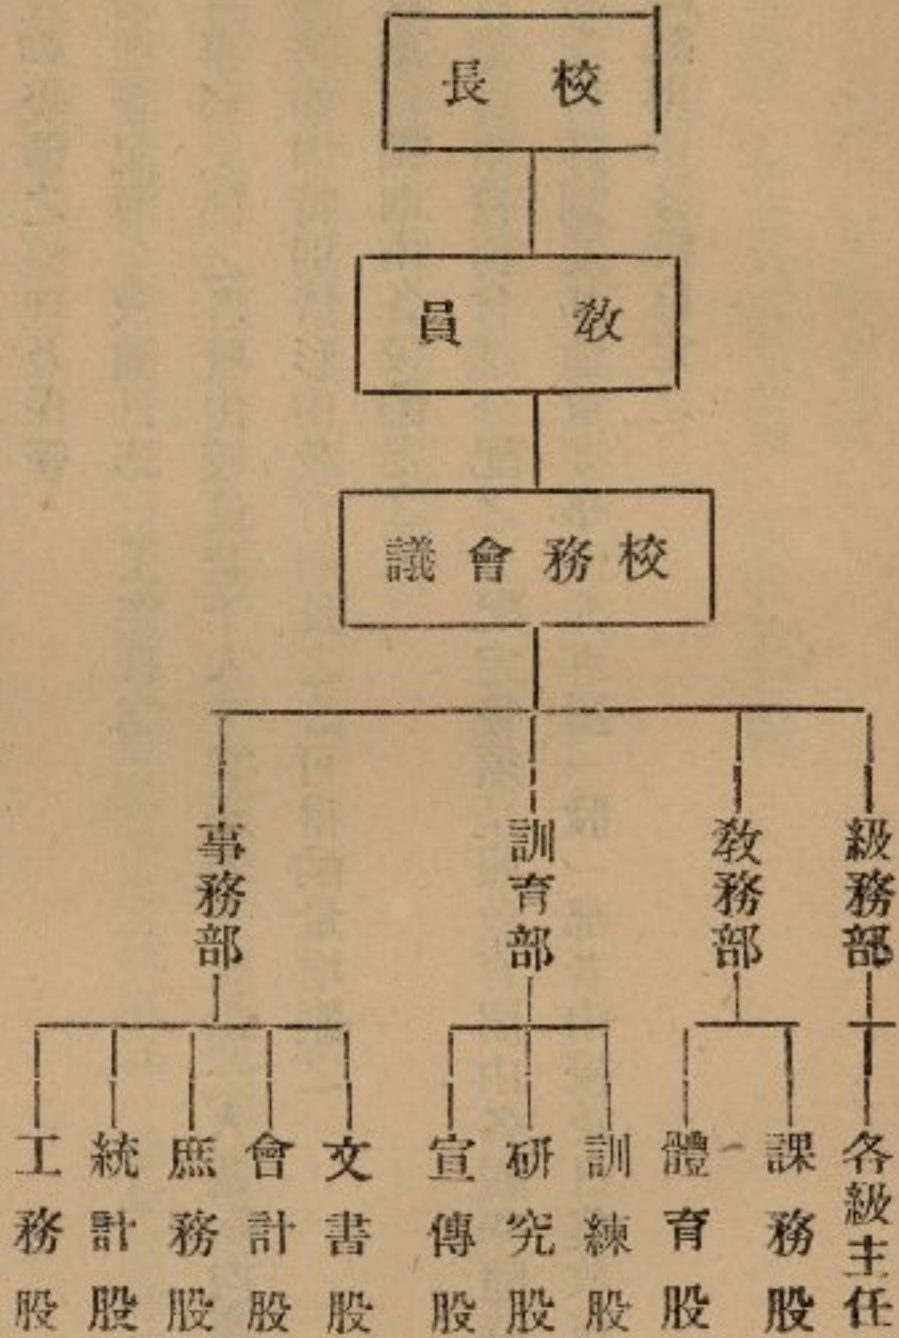 校長
教員
校務會議
級務部
教務部
訓育部
事務部
各級主任
課務股
體育股
訓練股
研究股
宣傳股
文書股
會計股
庶務股
統計股
工務股